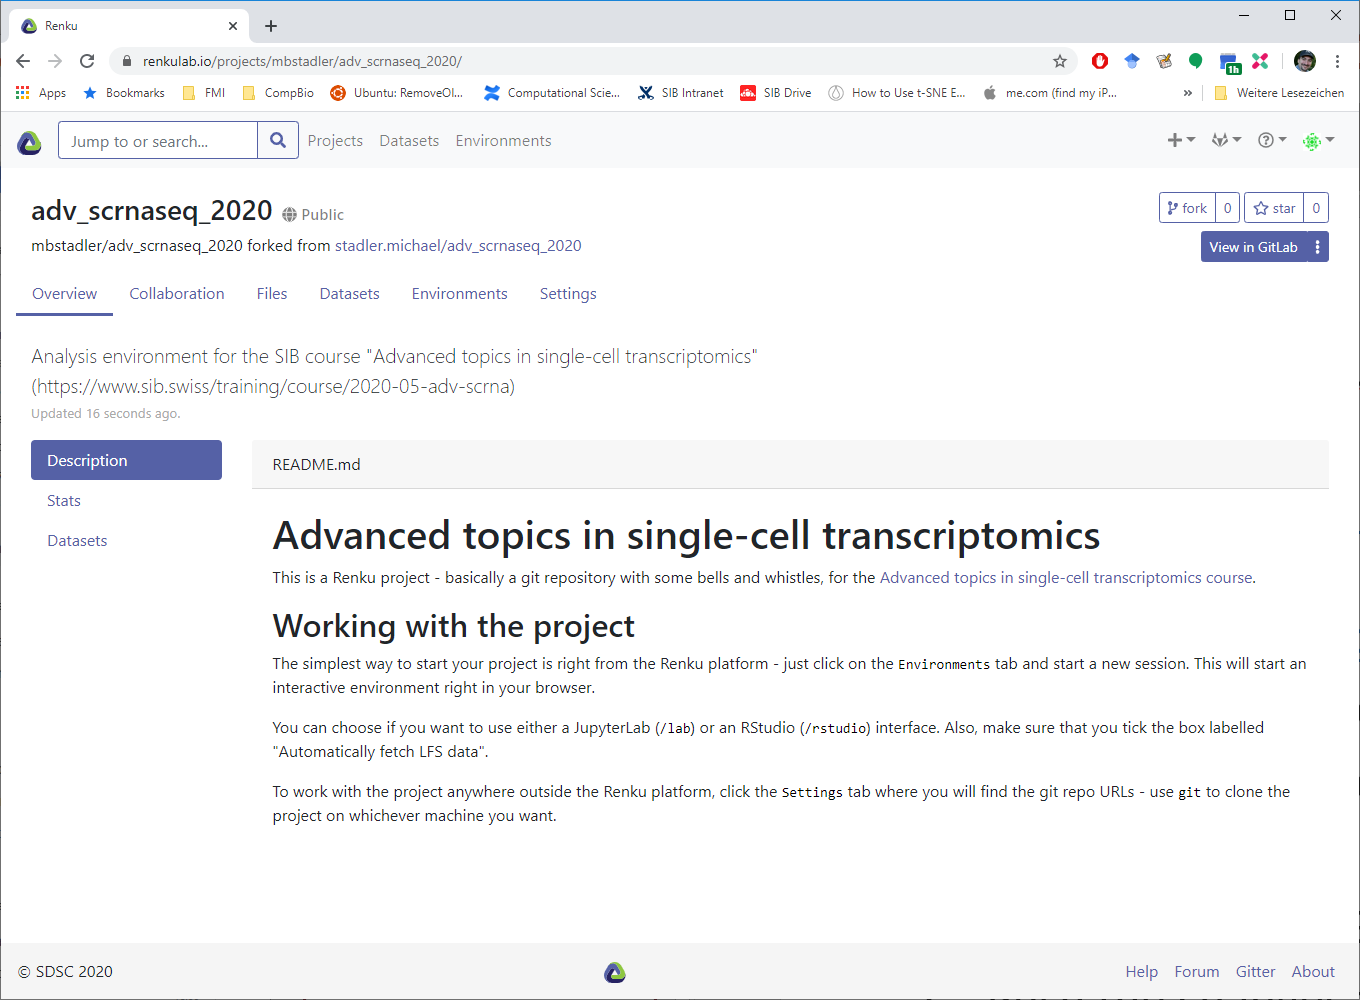 Renku
renkulab.io/projects/mbstadler/adv_scrnaseq_2020/
1h
Apps Bookmarks FMI CompBio Ubuntu: RemoveOl... Computational Scie... SIB Intranet SIB Drive How to Use t-SNE E... me.com (find my iP... » Weitere Lesezeichen
Jump to or search... Projects Datasets Environments
adv_scrnaseq_2020 Public
fork 0 star 0
mbstadler/adv_scrnaseq_2020 forked from stadler.michael/adv_scrnaseq_2020
View in GitLab
Overview Collaboration Files Datasets Environments Settings
Analysis environment for the SIB course "Advanced topics in single-cell transcriptomics"
(https://www.sib.swiss/training/course/2020-05-adv-scrna)
Updated 16 seconds ago.
Description
Stats
Datasets
README.md
Advanced topics in single-cell transcriptomics
This is a Renku project - basically a git repository with some bells and whistles, for the Advanced topics in single-cell transcriptomics course.
Working with the project
The simplest way to start your project is right from the Renku platform - just click on the Environments tab and start a new session. This will start an
interactive environment right in your browser.
You can choose if you want to use either a JupyterLab (/lab) or an RStudio (/rstudio) interface. Also, make sure that you tick the box labelled
"Automatically fetch LFS data".
To work with the project anywhere outside the Renku platform, click the Settings tab where you will find the git repo URLs - use git to clone the
project on whichever machine you want.
© SDSC 2020
Help Forum Gitter About